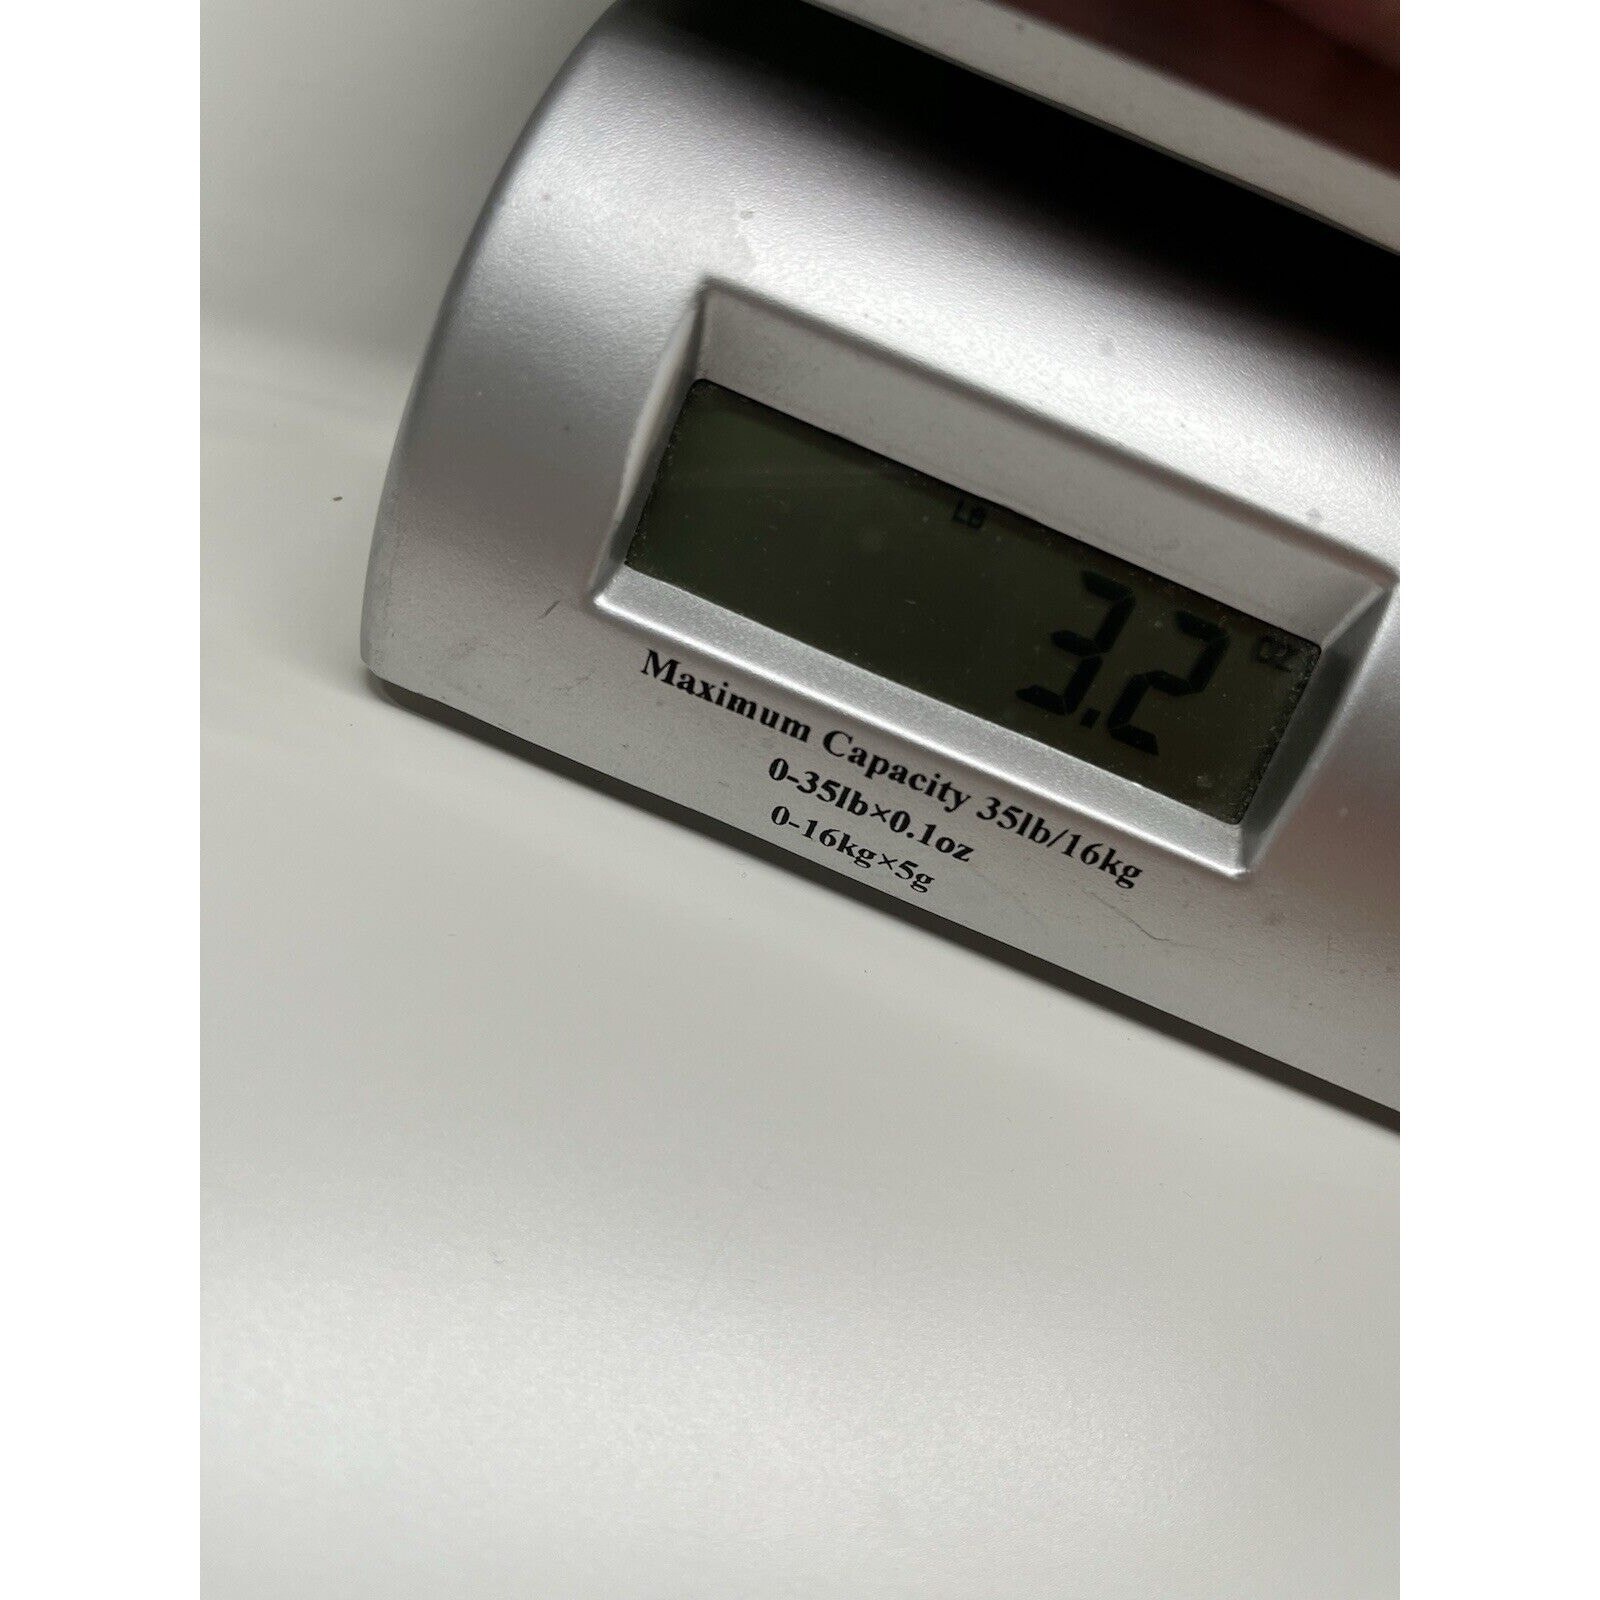 LB
3.2 OZ
Maximum Capacity 35lb/16kg
0-35lb×0.1oz
0-16kg×5g